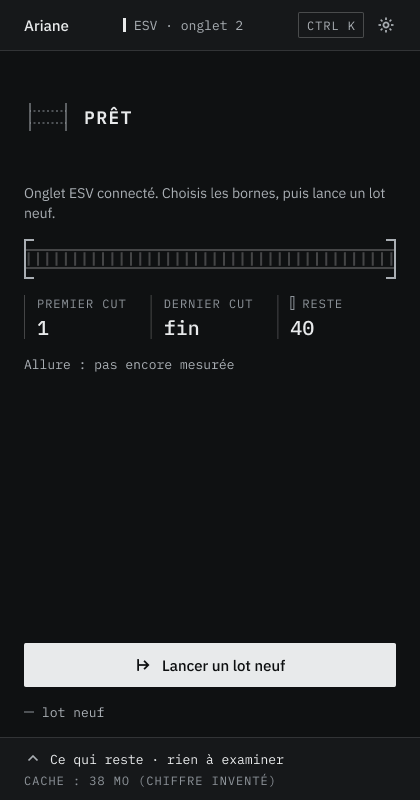 Ariane
ESV · onglet 2
CTRL K
PRÊT
Onglet ESV connecté. Choisis les bornes, puis lance un lot
neuf.
PREMIER CUT
1
DERNIER CUT
fin
RESTE
40
Allure : pas encore mesurée
Lancer un lot neuf
— lot neuf
Ce qui reste · rien à examiner
CACHE : 38 MO (CHIFFRE INVENTÉ)